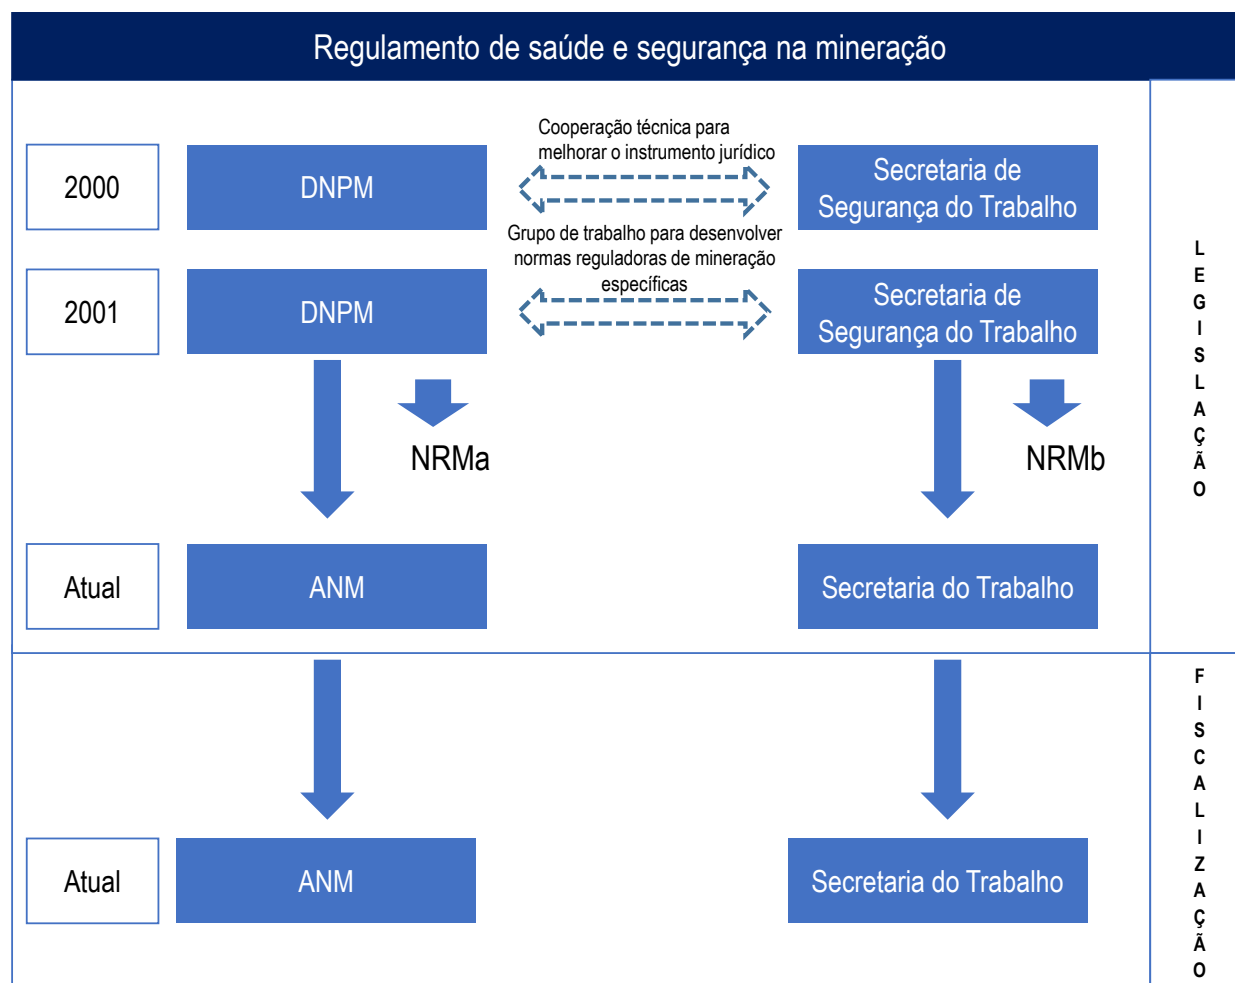 Regulamento de saúde e segurança na mineração
Cooperação técnica para
melhorar o instrumento jurídico
2000
DNPM
Secretaria de
Segurança do Trabalho
Grupo de trabalho para desenvolver
normas reguladoras de mineração
específicas
2001
DNPM
Secretaria de
Segurança do Trabalho
NRMa
NRMb
Atual
ANM
Secretaria do Trabalho
LEGISLAÇÃO
Atual
ANM
Secretaria do Trabalho
FISCALIZAÇÃO